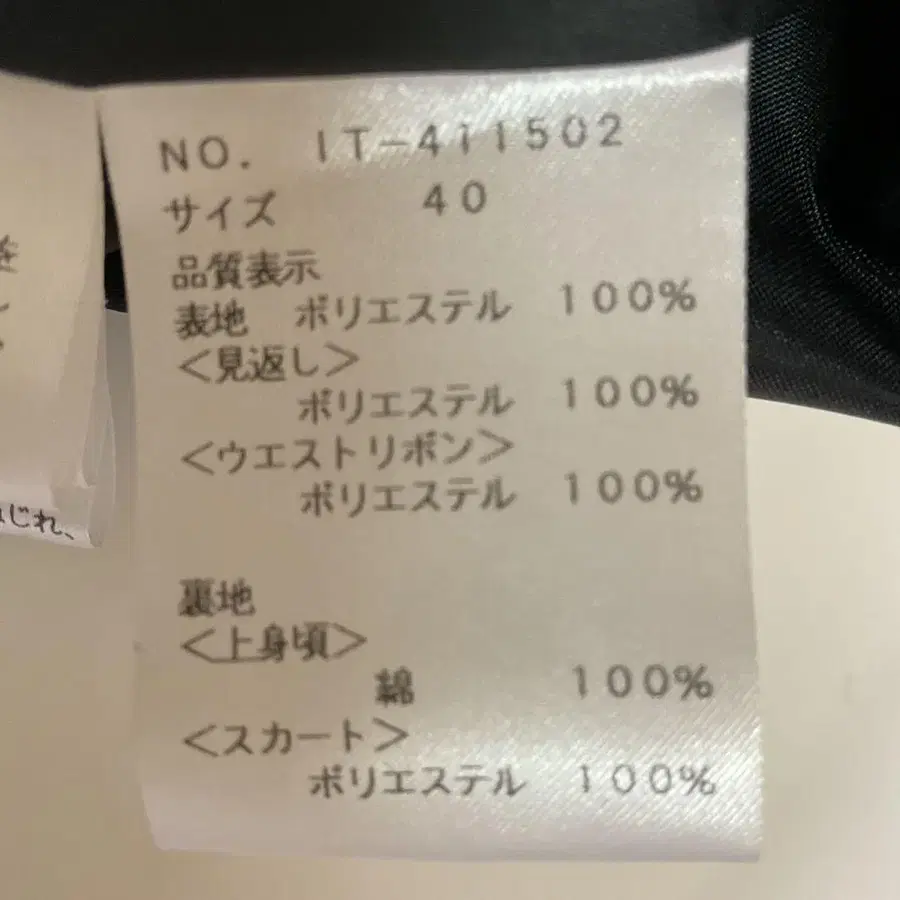 NO. IT-411502
サイズ 40
品質表示
表地 ポリエステル 100%
<見返し>
ポリエステル 100%
<ウエストリボン>
ポリエステル 100%
裏地
<上身頃>
綿 100%
<スカート>
ポリエステル 100%
じれ、